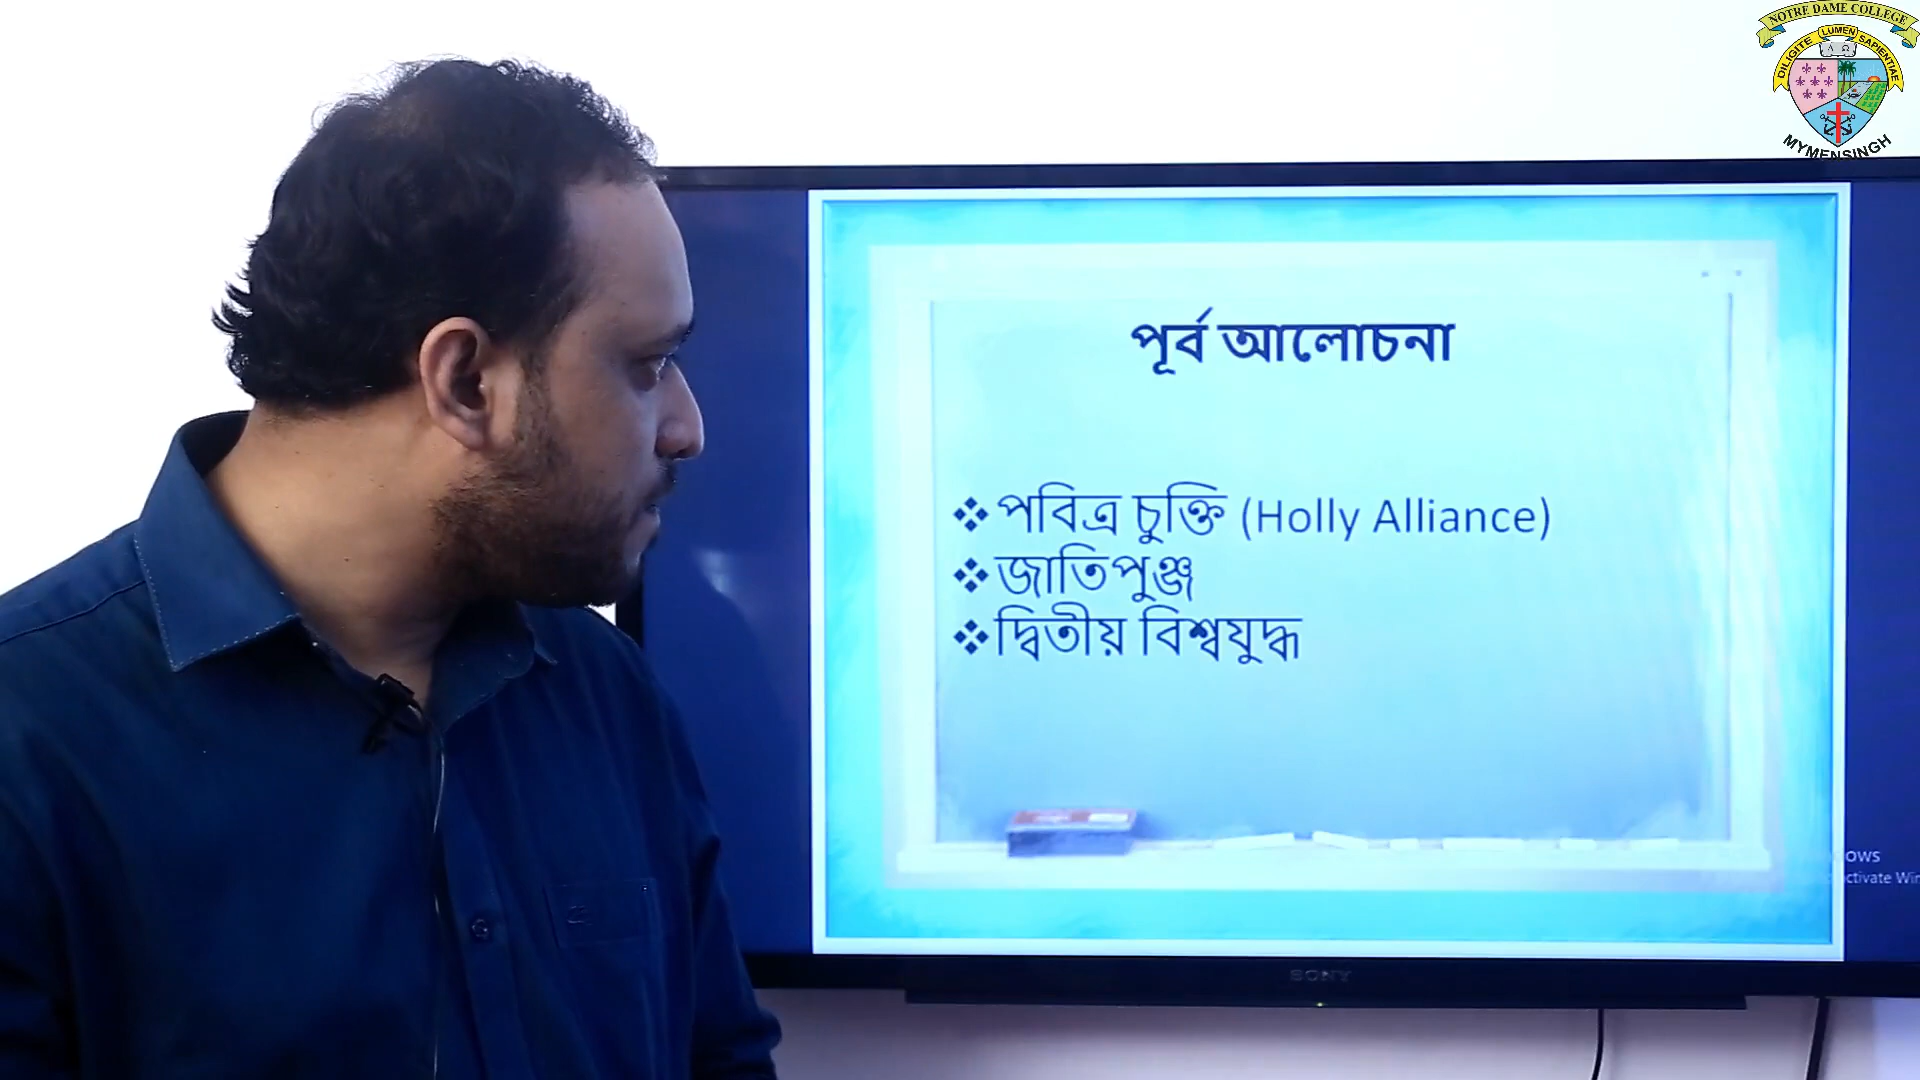 NOTRE DAME COLLEGE
DILIGITE LUMEN SAPIENTIAE
Α Ω
MYMENSINGH
পূর্ব আলোচনা
❖পবিত্র চুক্তি (Holly Alliance)
❖জাতিপুঞ্জ
❖দ্বিতীয় বিশ্বযুদ্ধ
SONY